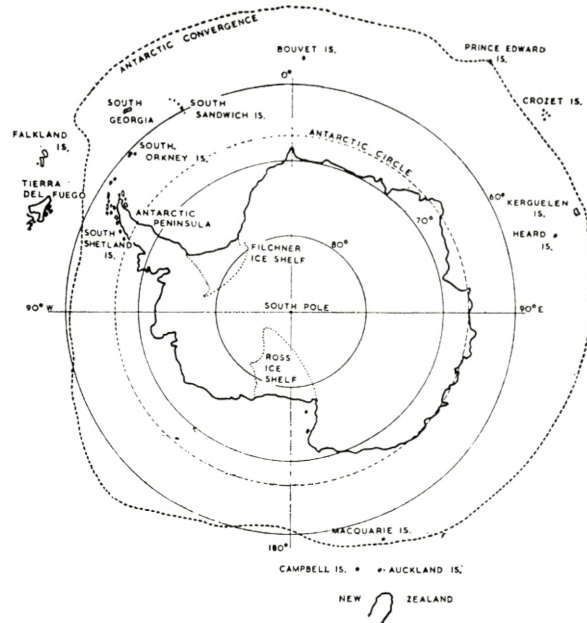 ANTARCTIC CONVERGENCE
BOUVET IS.
PRINCE EDWARD
IS.
0°
CROZET IS.
SOUTH
GEORGIA
SOUTH
SANDWICH IS.
FALKLAND
IS.
SOUTH
ORKNEY IS.
ANTARCTIC CIRCLE
TIERRA
DEL FUEGO
60°
KERGUELEN
IS.
70°
ANTARCTIC
PENINSULA
HEARD IS.
SOUTH
SHETLAND
IS.
FILCHNER
ICE SHELF
80°
90° W
SOUTH POLE
90° E
ROSS
ICE
SHELF
MACQUARIE IS.
180°
CAMPBELL IS.
AUCKLAND IS.
NEW ZEALAND